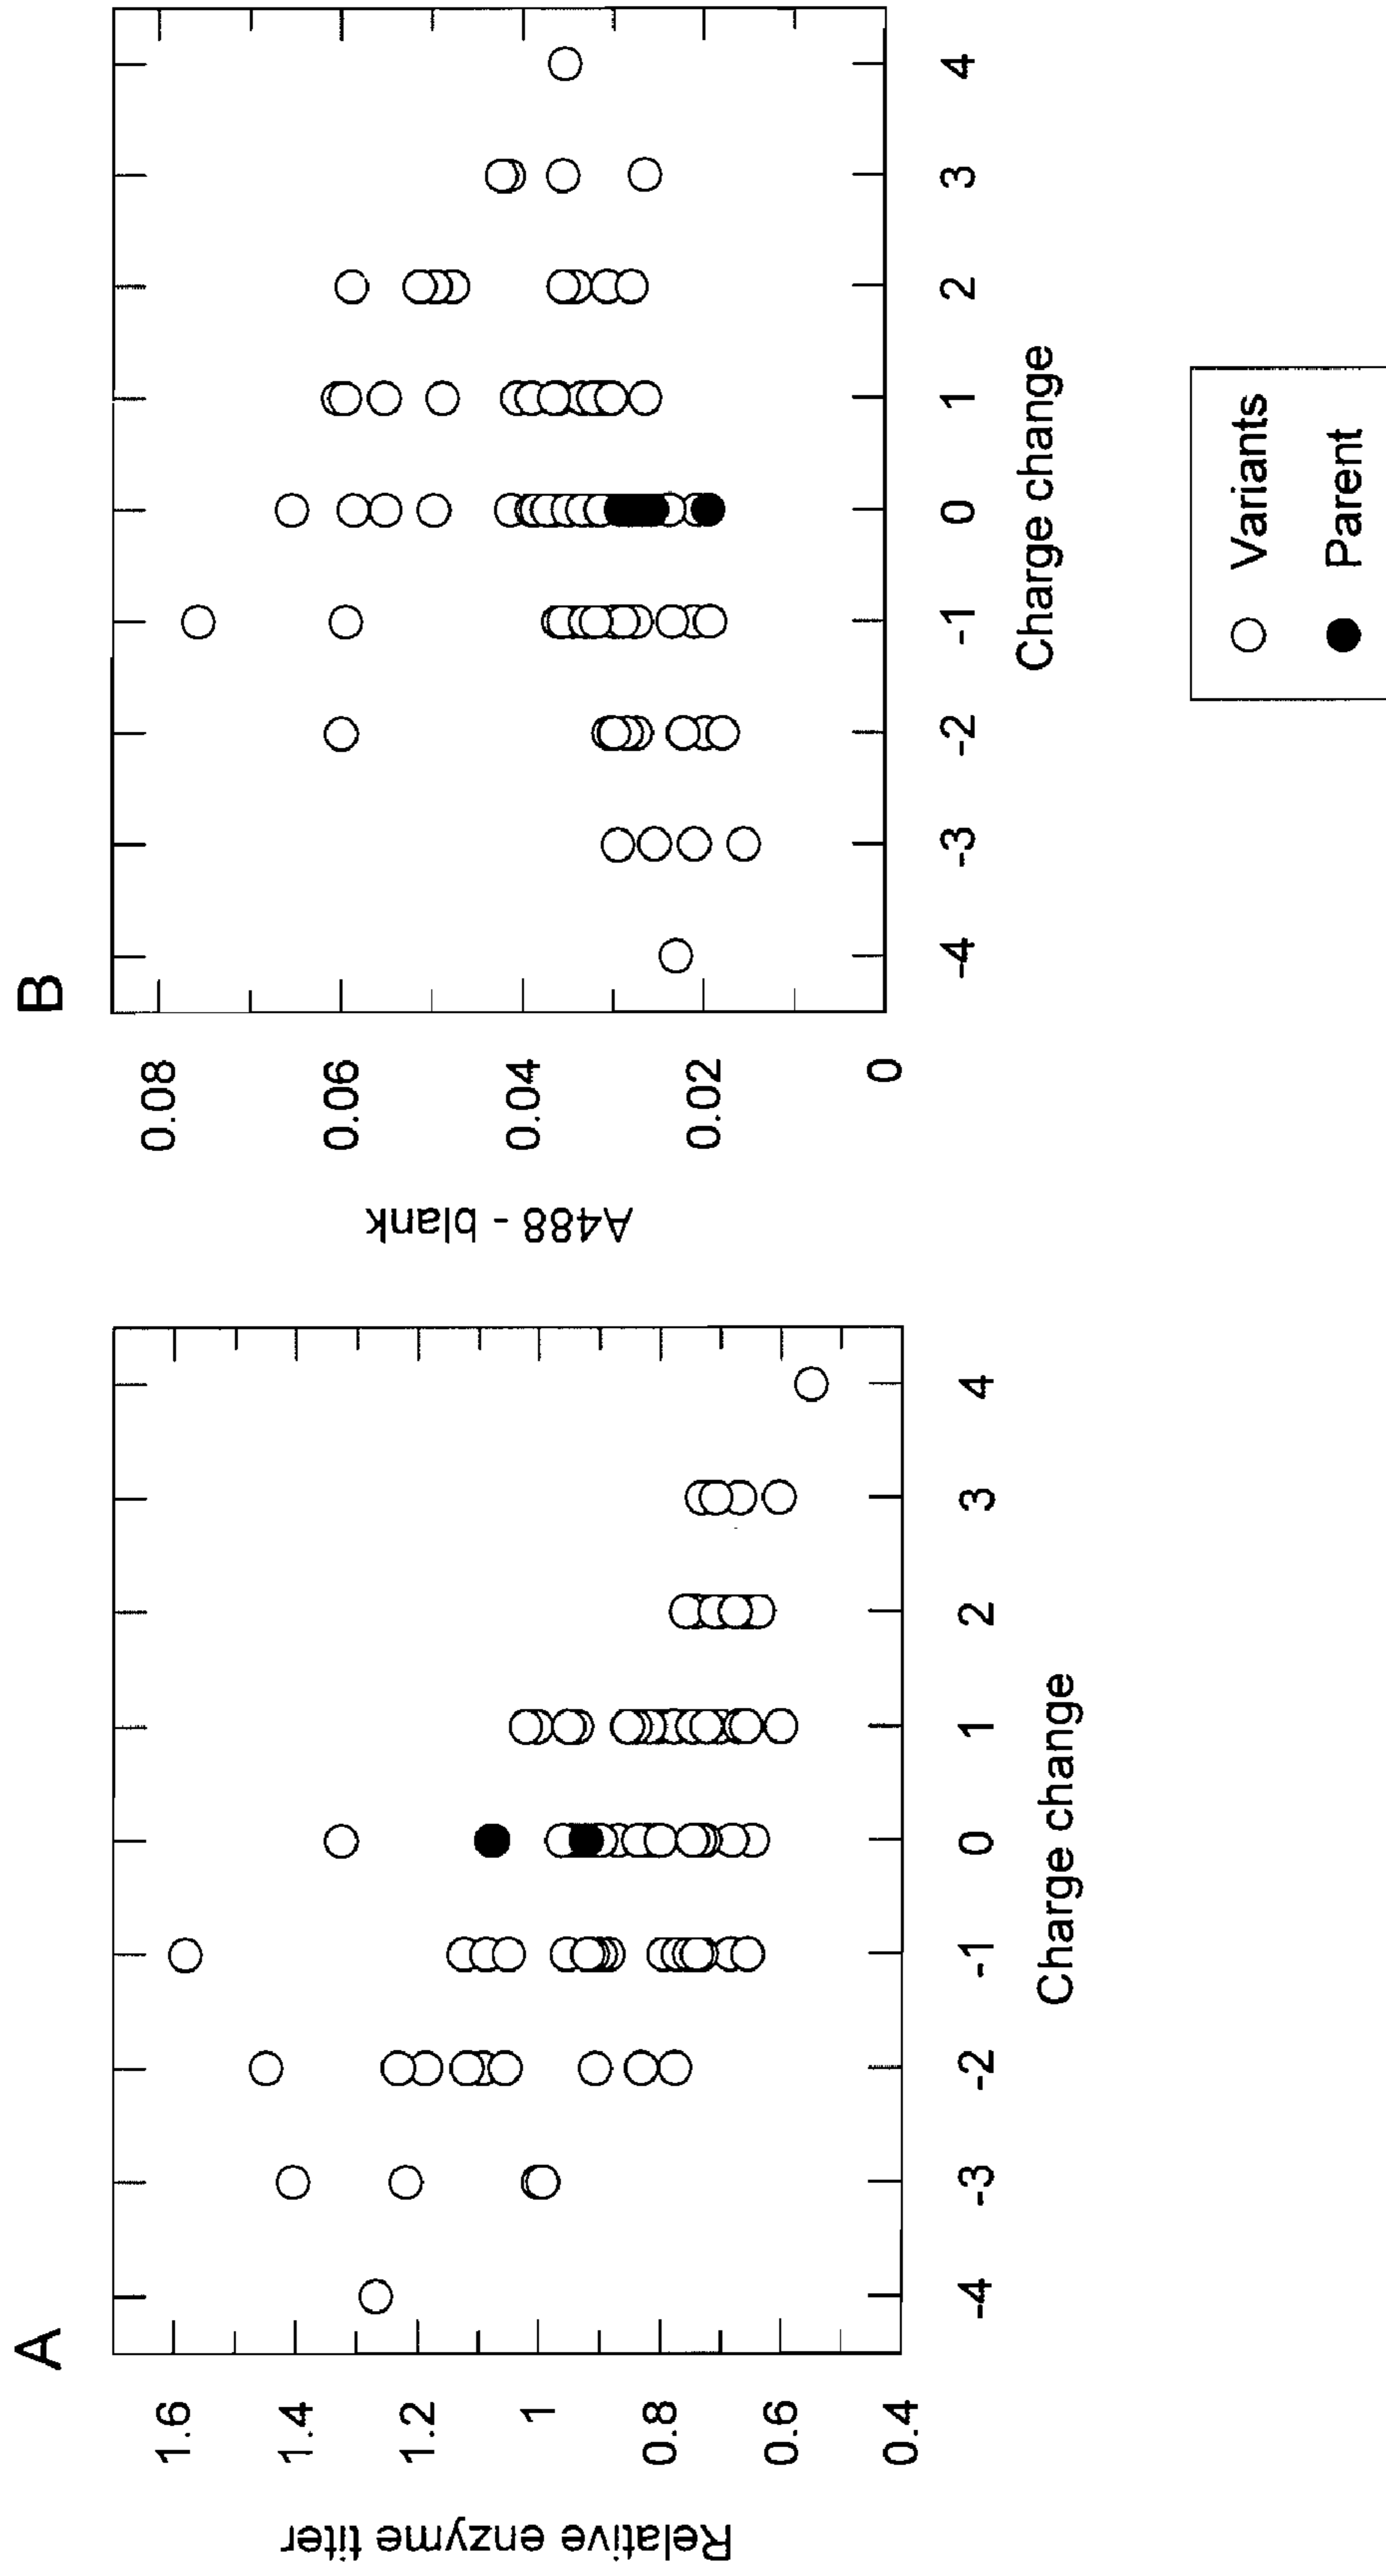 A
Relative enzyme titer
1.6
1.4
1.2
1
0.8
0.6
0.4
-4 -3 -2 -1 0 1 2 3 4
Charge change
B
A488 - blank
0.08
0.06
0.04
0.02
0
-4 -3 -2 -1 0 1 2 3 4
Charge change
Variants
Parent